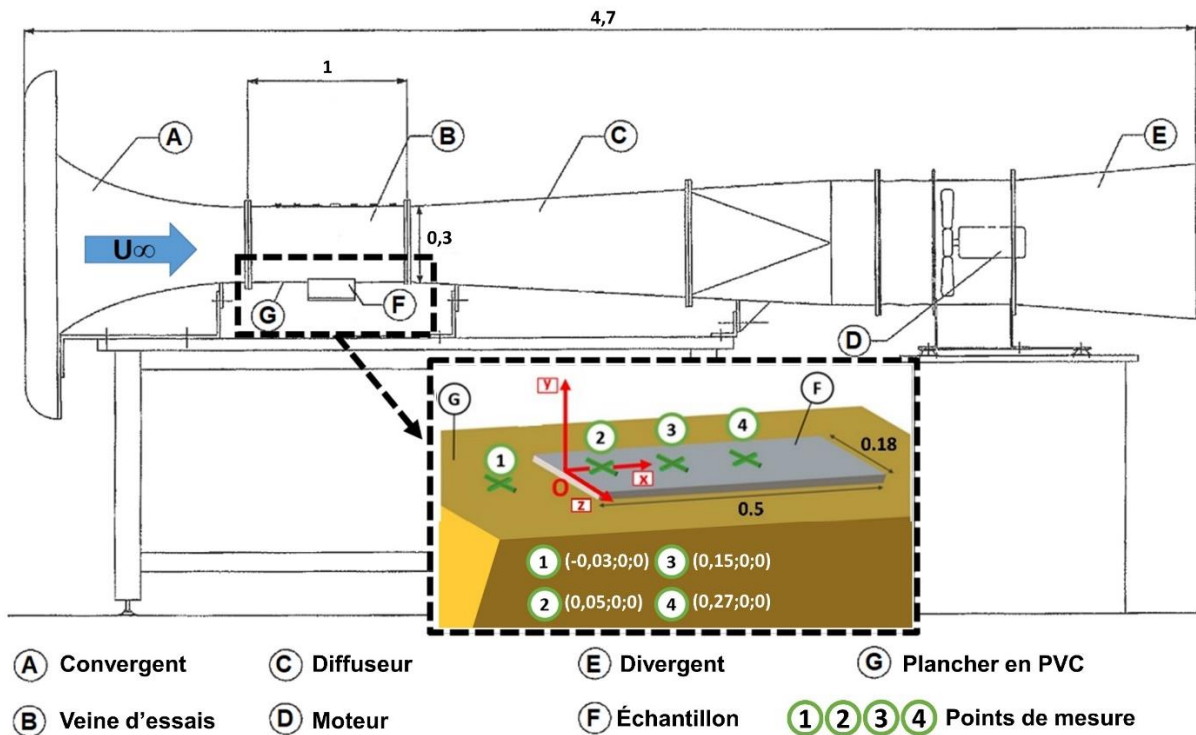 4,7
1
A
B
C
E
U∞
0,3
G
F
D
G
F
y
1
2
3
4
0.18
O
x
z
0.5
1 (-0,03;0;0) 3 (0,15;0;0)
2 (0,05;0;0) 4 (0,27;0;0)
A Convergent C Diffuseur E Divergent G Plancher en PVC
B Veine d'essais D Moteur F Échantillon 1 2 3 4 Points de mesure